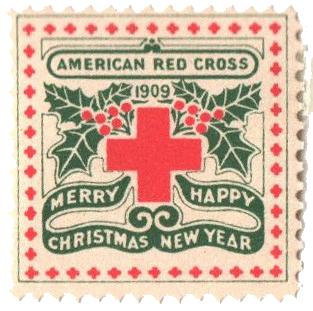 AMERICAN RED CROSS
1909
MERRY HAPPY
CHRISTMAS NEW YEAR